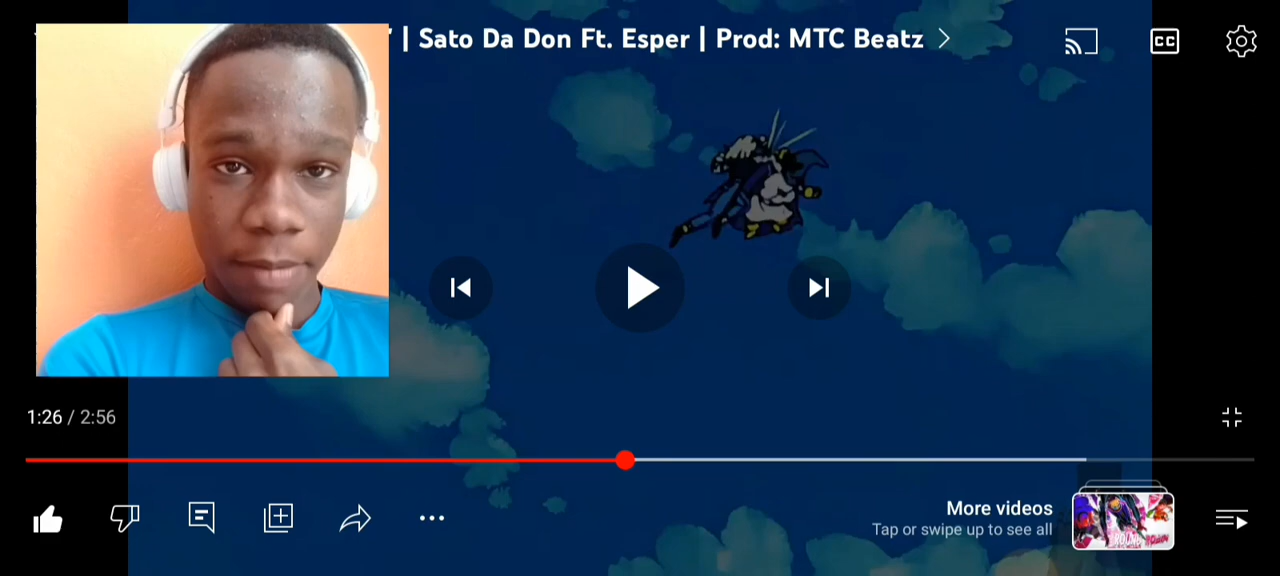 | Sato Da Don Ft. Esper | Prod: MTC Beatz
CC
1:26 / 2:56
More videos
Tap or swipe up to see all